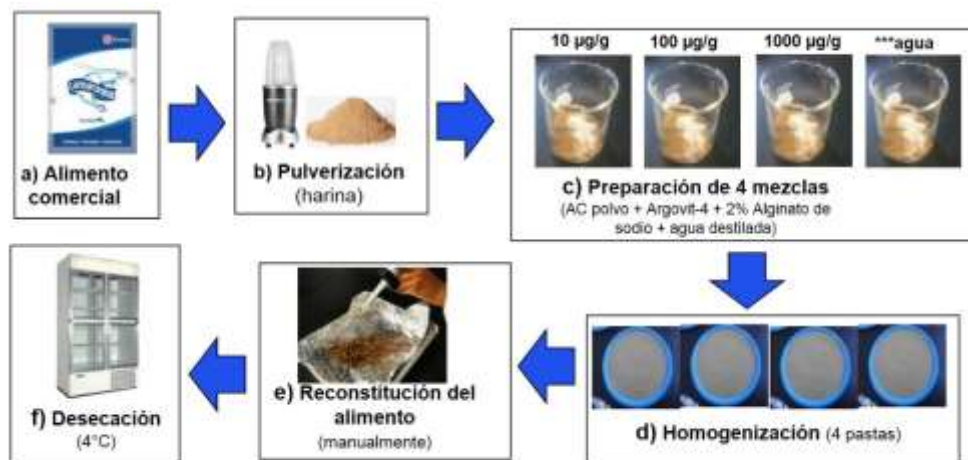 a) Alimento
comercial
b) Pulverización
(harina)
10 µg/g
100 µg/g
1000 µg/g
***agua
c) Preparación de 4 mezclas
(AC polvo + Argovit-4 + 2% Alginato de
sodio + agua destilada)
d) Homogenización (4 pastas)
e) Reconstitución del
alimento
(manualmente)
f) Desecación
(4°C)